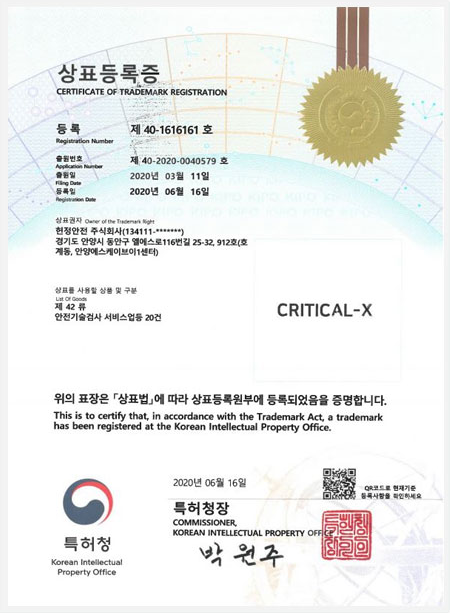 상표등록증
CERTIFICATE OF TRADEMARK REGISTRATION
등록 제 40-1616161 호
Registration Number
출원번호 제 40-2020-0040579 호
Application Number
출원일 2020년 03월 11일
Filing Date
등록일 2020년 06월 16일
Registration Date
상표권자 Owner of the Trademark Right
헌정안전 주식회사(134111-*******)
경기도 안양시 동안구 엘에스로116번길 25-32, 912호(호
계동, 안양에스케이브이1센터)
상표를 사용할 상품 및 구분
List Of Goods
제 42 류
안전기술검사 서비스업등 20건
CRITICAL-X
위의 표장은 「상표법」에 따라 상표등록원부에 등록되었음을 증명합니다.
This is to certify that, in accordance with the Trademark Act, a trademark
has been registered at the Korean Intellectual Property Office.
2020년 06월 16일
QR코드로 현재기준
등록사항을 확인하세요
특허청장
COMMISSIONER,
KOREAN INTELLECTUAL PROPERTY OFFICE
박원주
특허청
Korean Intellectual
Property Office